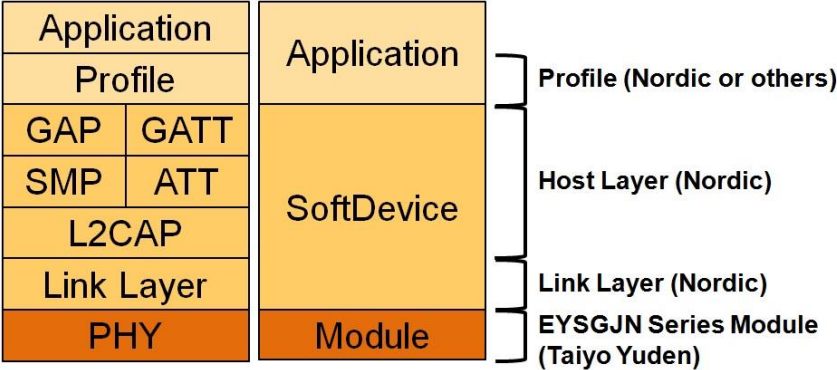 Application
Profile
GAP GATT
SMP ATT
L2CAP
Link Layer
PHY
Application
SoftDevice
Module
Profile (Nordic or others)
Host Layer (Nordic)
Link Layer (Nordic)
EYSGJN Series Module
(Taiyo Yuden)